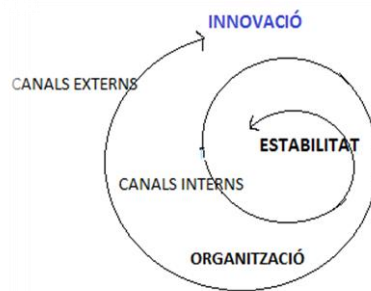 INNOVACIÓ
CANALS EXTERNS
ESTABILITAT
CANALS INTERNS
ORGANITZACIÓ